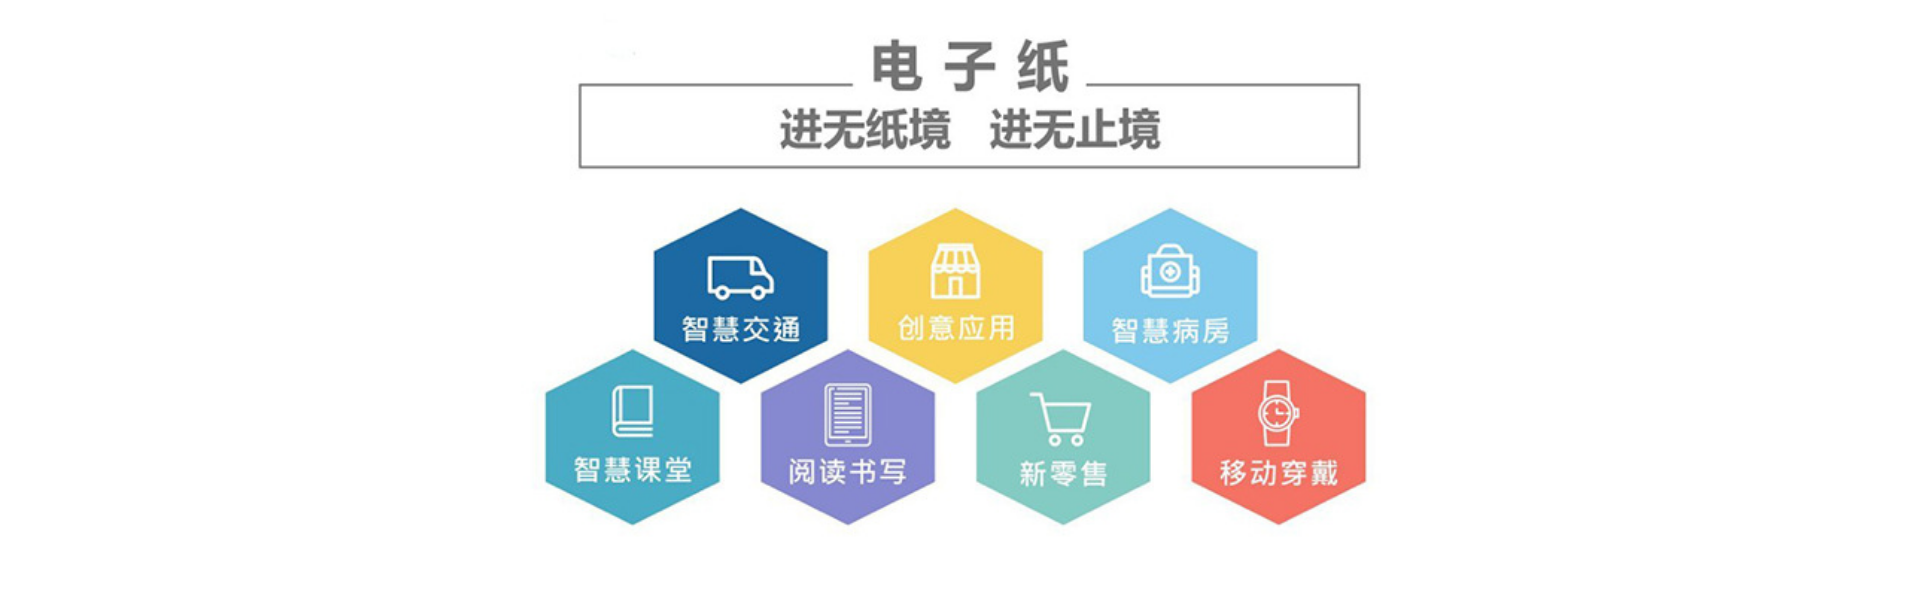 电子纸
进无纸境 进无止境
智慧交通
创意应用
智慧病房
智慧课堂
阅读书写
新零售
移动穿戴